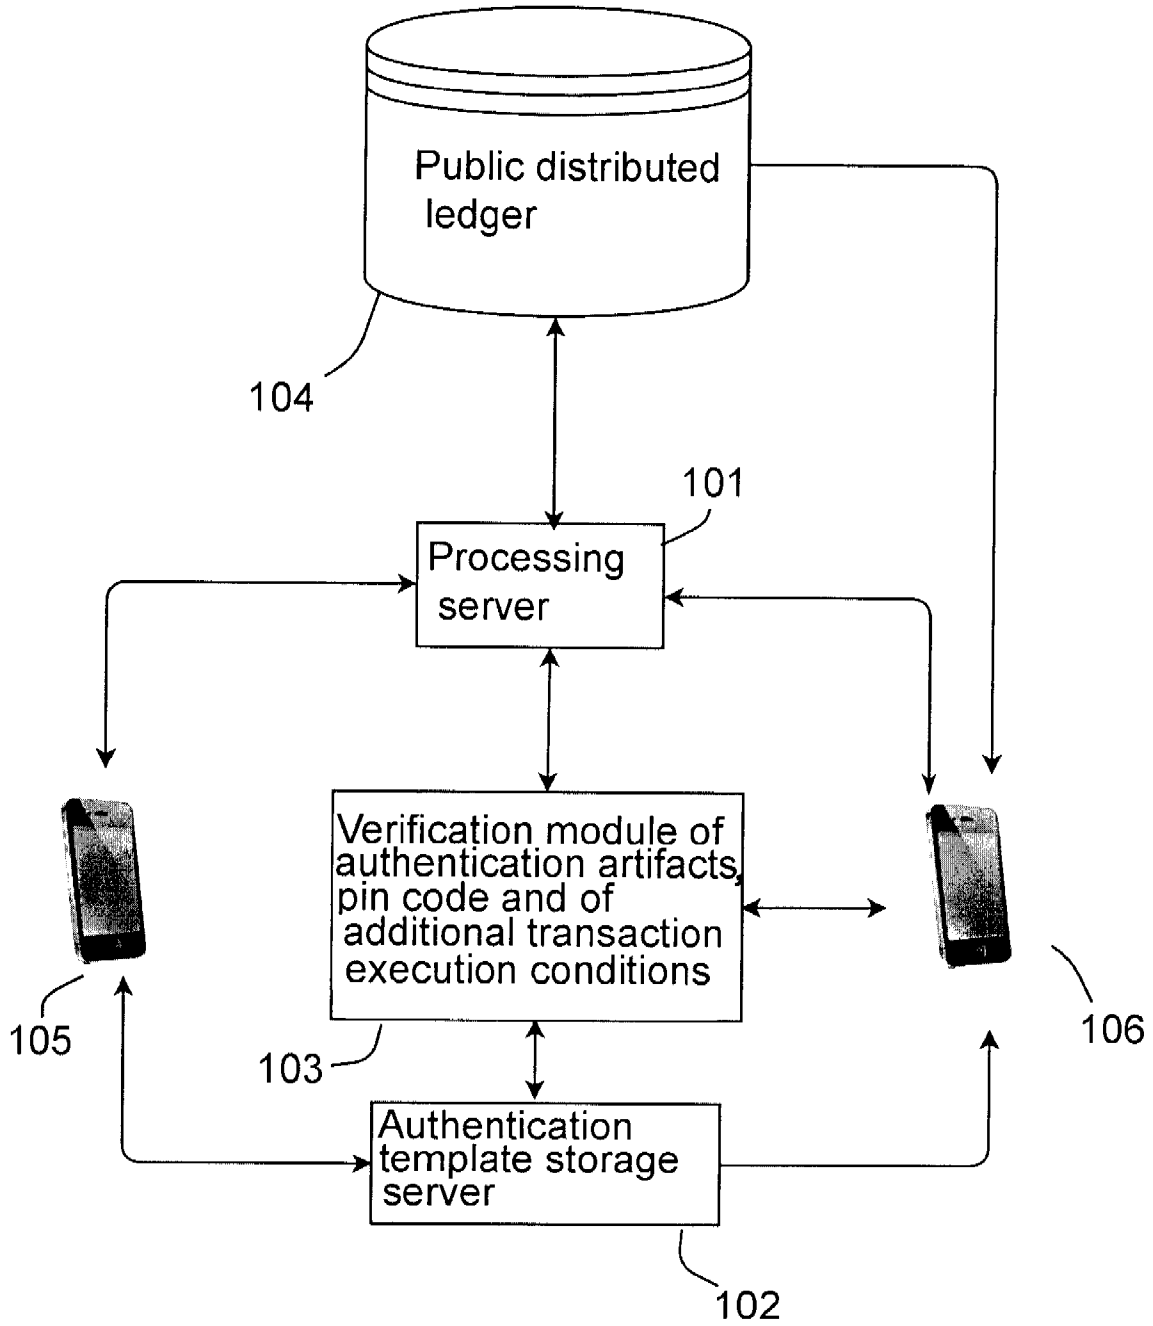 Public distributed
ledger
104
101
Processing
server
Verification module of
authentication artifacts,
pin code and of
additional transaction
execution conditions
105
103
106
Authentication
template storage
server
102